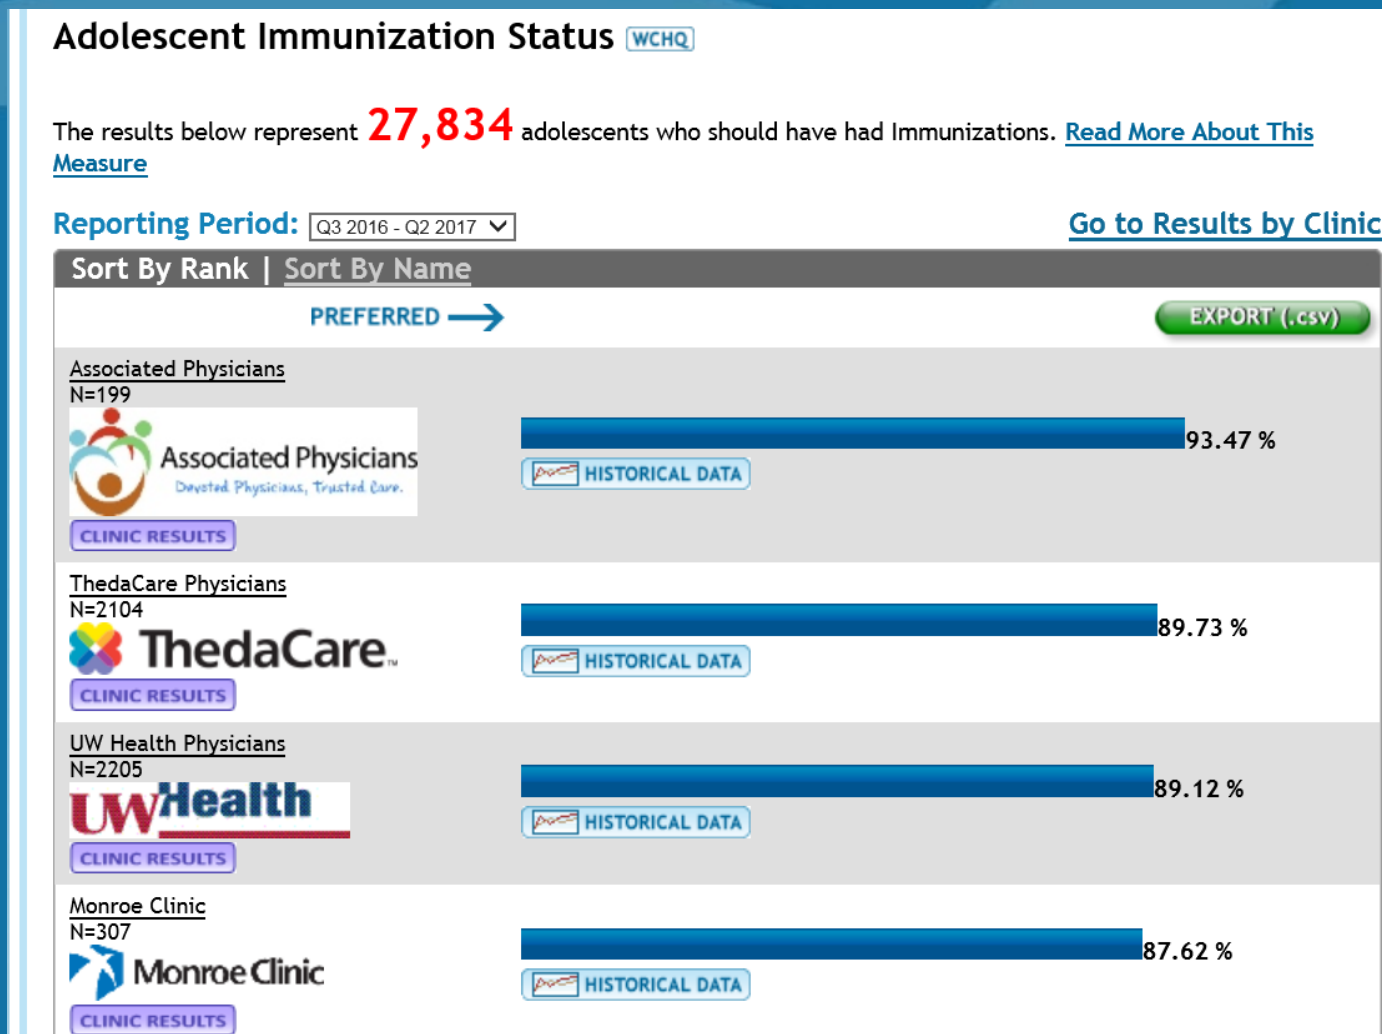 Adolescent Immunization Status WCHQ
The results below represent 27,834 adolescents who should have had Immunizations. Read More About This
Measure
Reporting Period: Q3 2016 - Q2 2017
Go to Results by Clinic
Sort By Rank | Sort By Name
PREFERRED
EXPORT (.csv)
Associated Physicians
N=199
Associated Physicians
Devoted Physicians, Trusted Care.
CLINIC RESULTS
93.47 %
HISTORICAL DATA
ThedaCare Physicians
N=2104
ThedaCare™
CLINIC RESULTS
89.73 %
HISTORICAL DATA
UW Health Physicians
N=2205
UWHealth
CLINIC RESULTS
89.12 %
HISTORICAL DATA
Monroe Clinic
N=307
Monroe Clinic
CLINIC RESULTS
87.62 %
HISTORICAL DATA